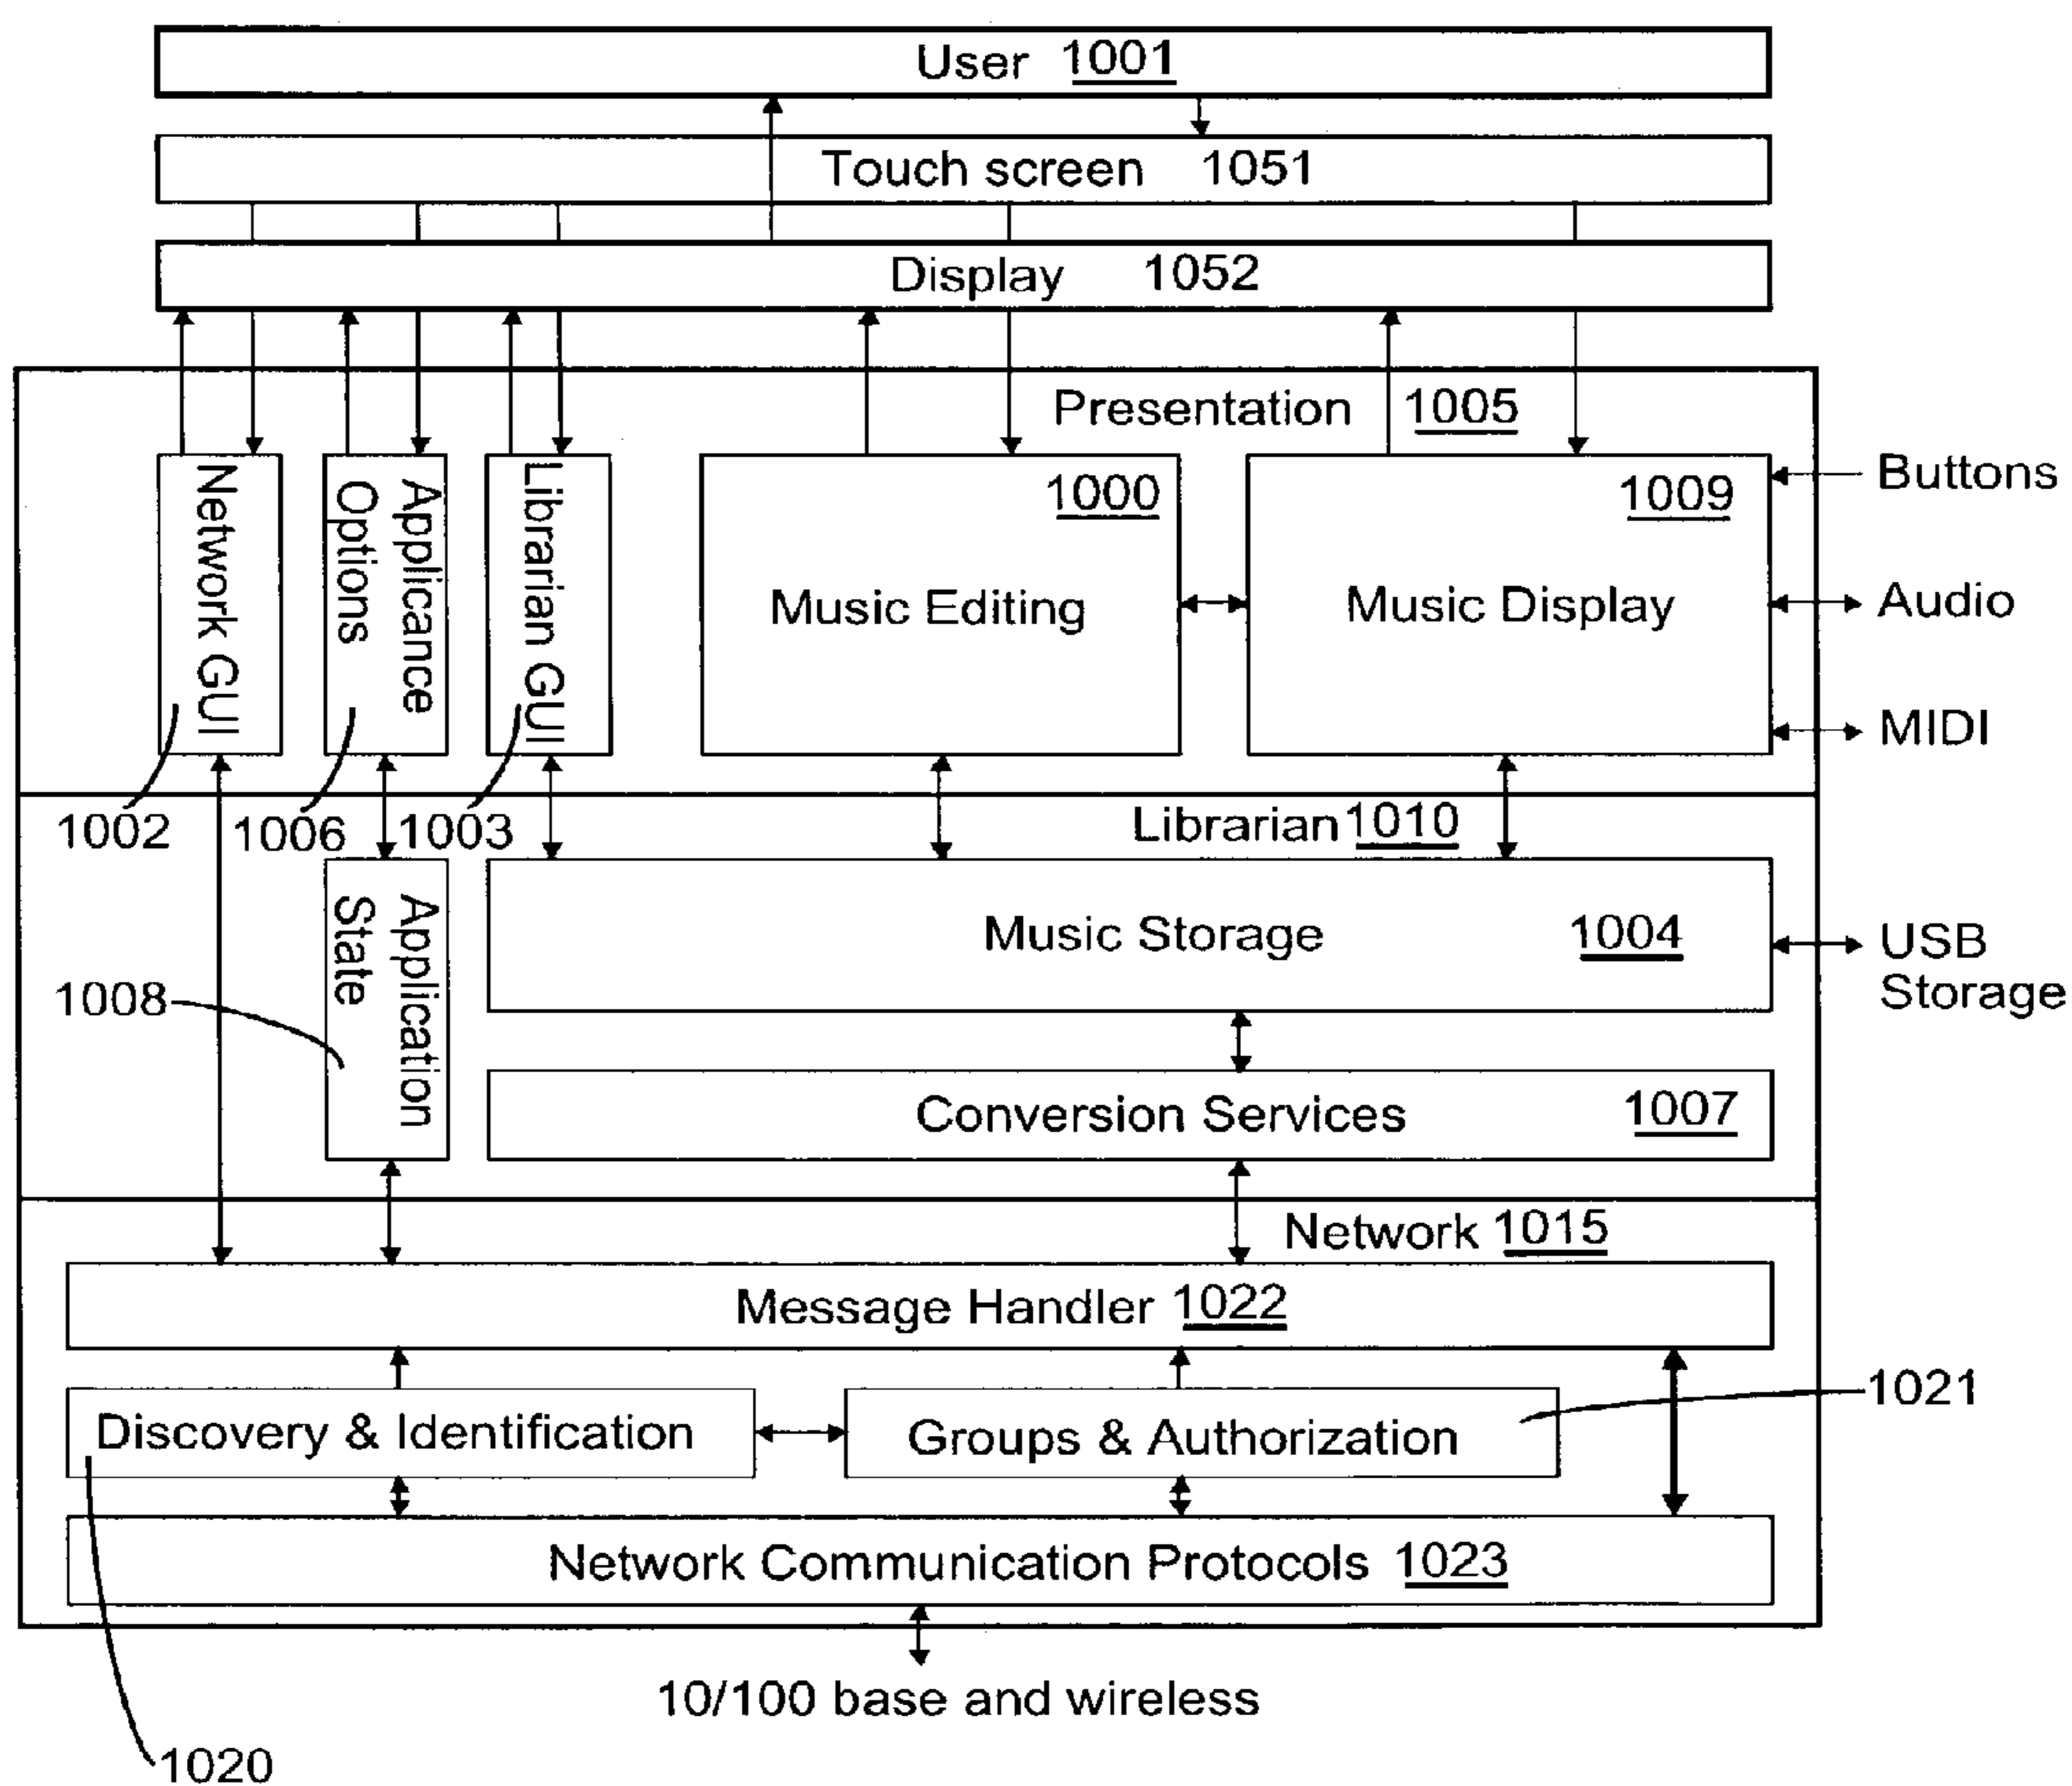 User 1001
Touch screen 1051
Display 1052
Presentation 1005
Network GUI
Applicance
Options
Librarian GUI
1000
Music Editing
1009
Music Display
Buttons
Audio
MIDI
1002
1006
1003
Librarian 1010
Application
State
1008
Music Storage 1004
USB
Storage
Conversion Services 1007
Network 1015
Message Handler 1022
Discovery & Identification
Groups & Authorization
1021
Network Communication Protocols 1023
10/100 base and wireless
1020